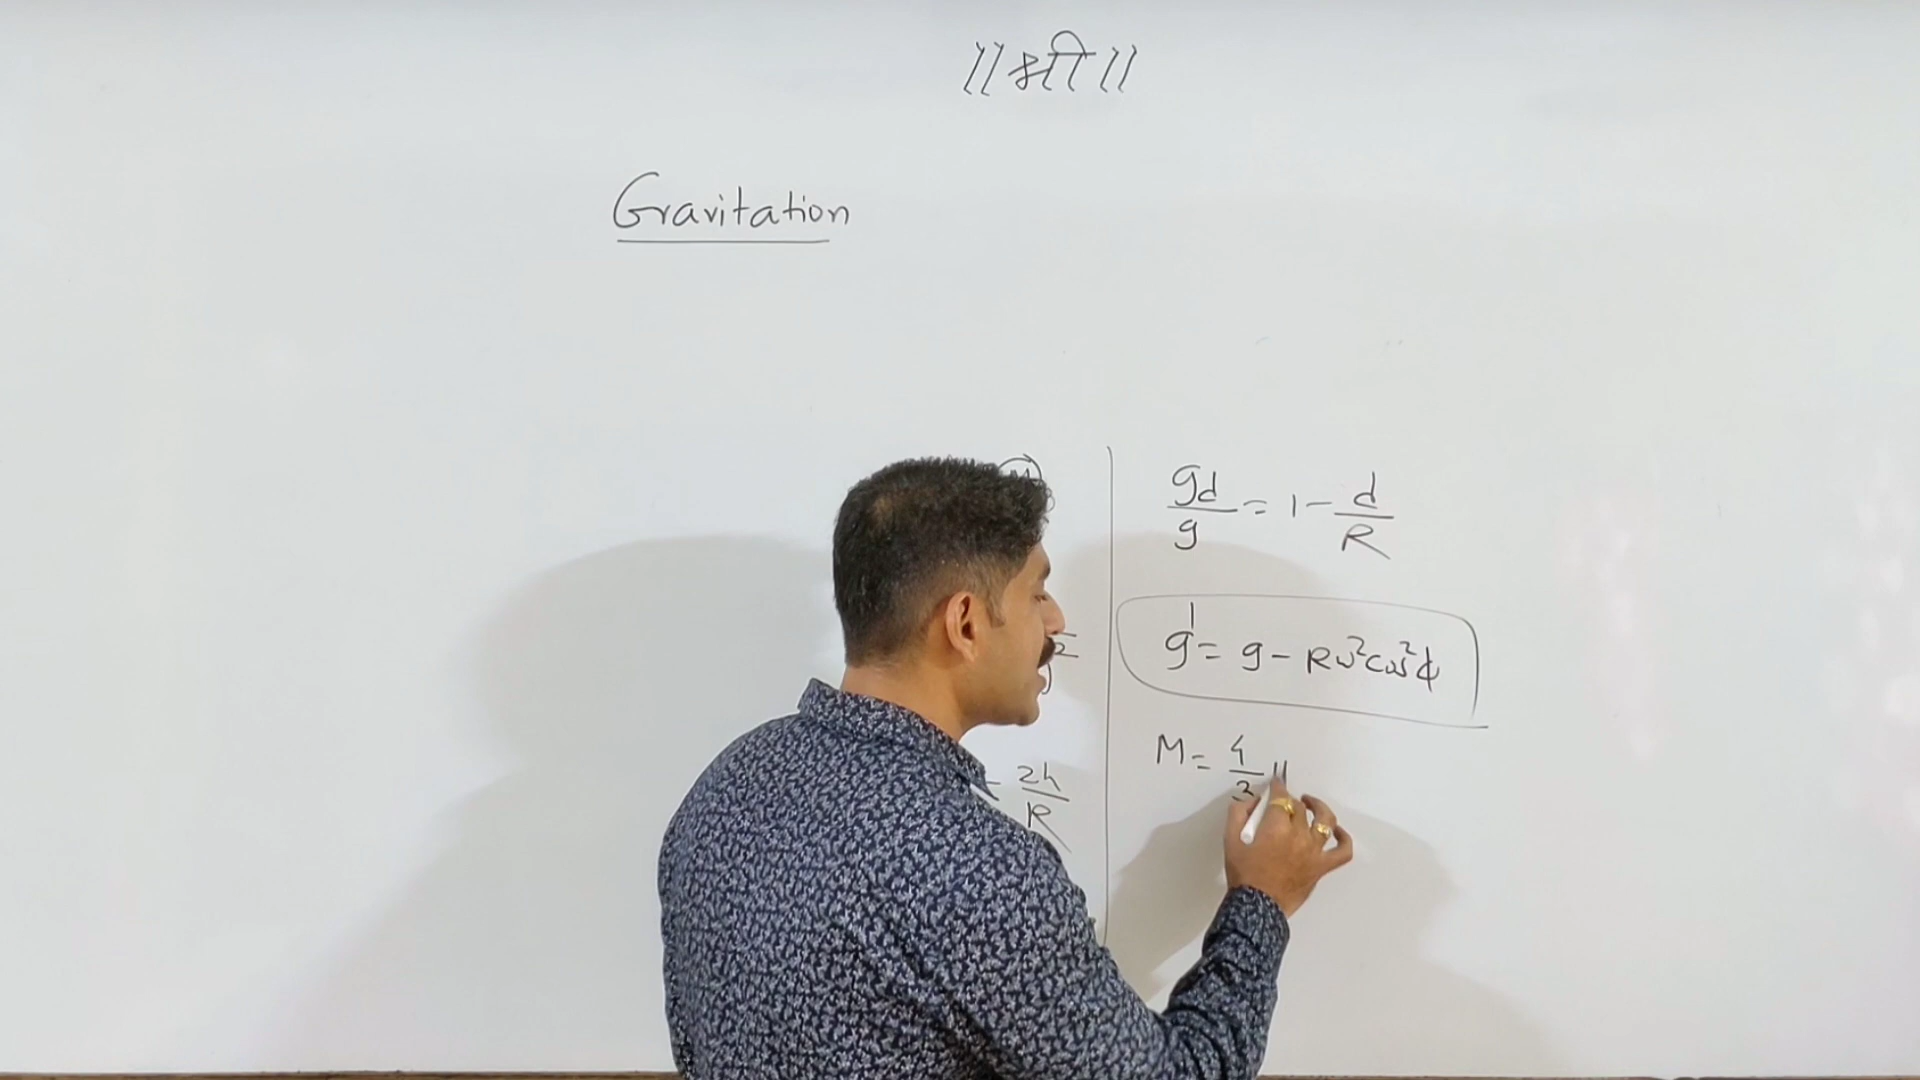 ||श्री||
Gravitation
gd/g = 1 - d/R
g' = g - Rω²cos²ϕ
2h/R
M = 4/3 π